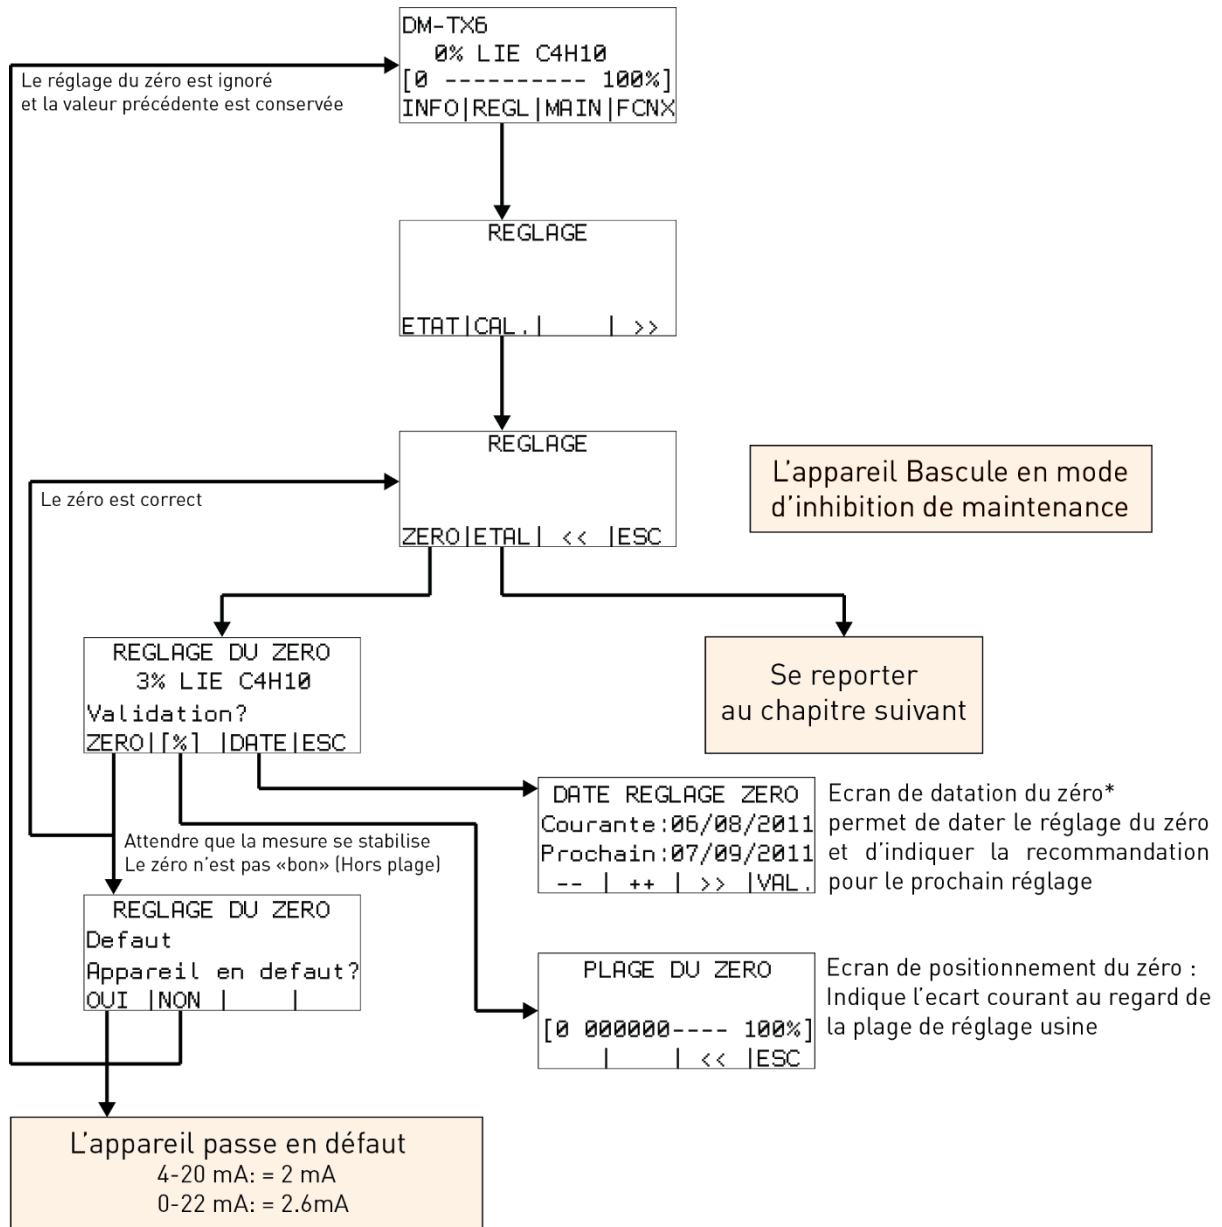 DM-TX6
0% LIE C4H10
[0 ---------- 100%]
INFO|REGL|MAIN|FCNX
Le réglage du zéro est ignoré
et la valeur précédente est conservée
REGLAGE
ETAT|CAL.| | >>
REGLAGE
ZERO|ETAL| << |ESC
Le zéro est correct
L'appareil Bascule en mode
d'inhibition de maintenance
REGLAGE DU ZERO
3% LIE C4H10
Validation?
ZERO|[%] |DATE|ESC
Se reporter
au chapitre suivant
DATE REGLAGE ZERO
Courante:06/08/2011
Prochain:07/09/2011
-- | ++ | >> |VAL.
Ecran de datation du zéro*
permet de dater le réglage du zéro
et d'indiquer la recommandation
pour le prochain réglage
Attendre que la mesure se stabilise
Le zéro n'est pas «bon» (Hors plage)
REGLAGE DU ZERO
Defaut
Appareil en defaut?
OUI |NON | |
PLAGE DU ZERO
[0 000000---- 100%]
| | << |ESC
Ecran de positionnement du zéro :
Indique l'ecart courant au regard de
la plage de réglage usine
L'appareil passe en défaut
4-20 mA: = 2 mA
0-22 mA: = 2.6mA